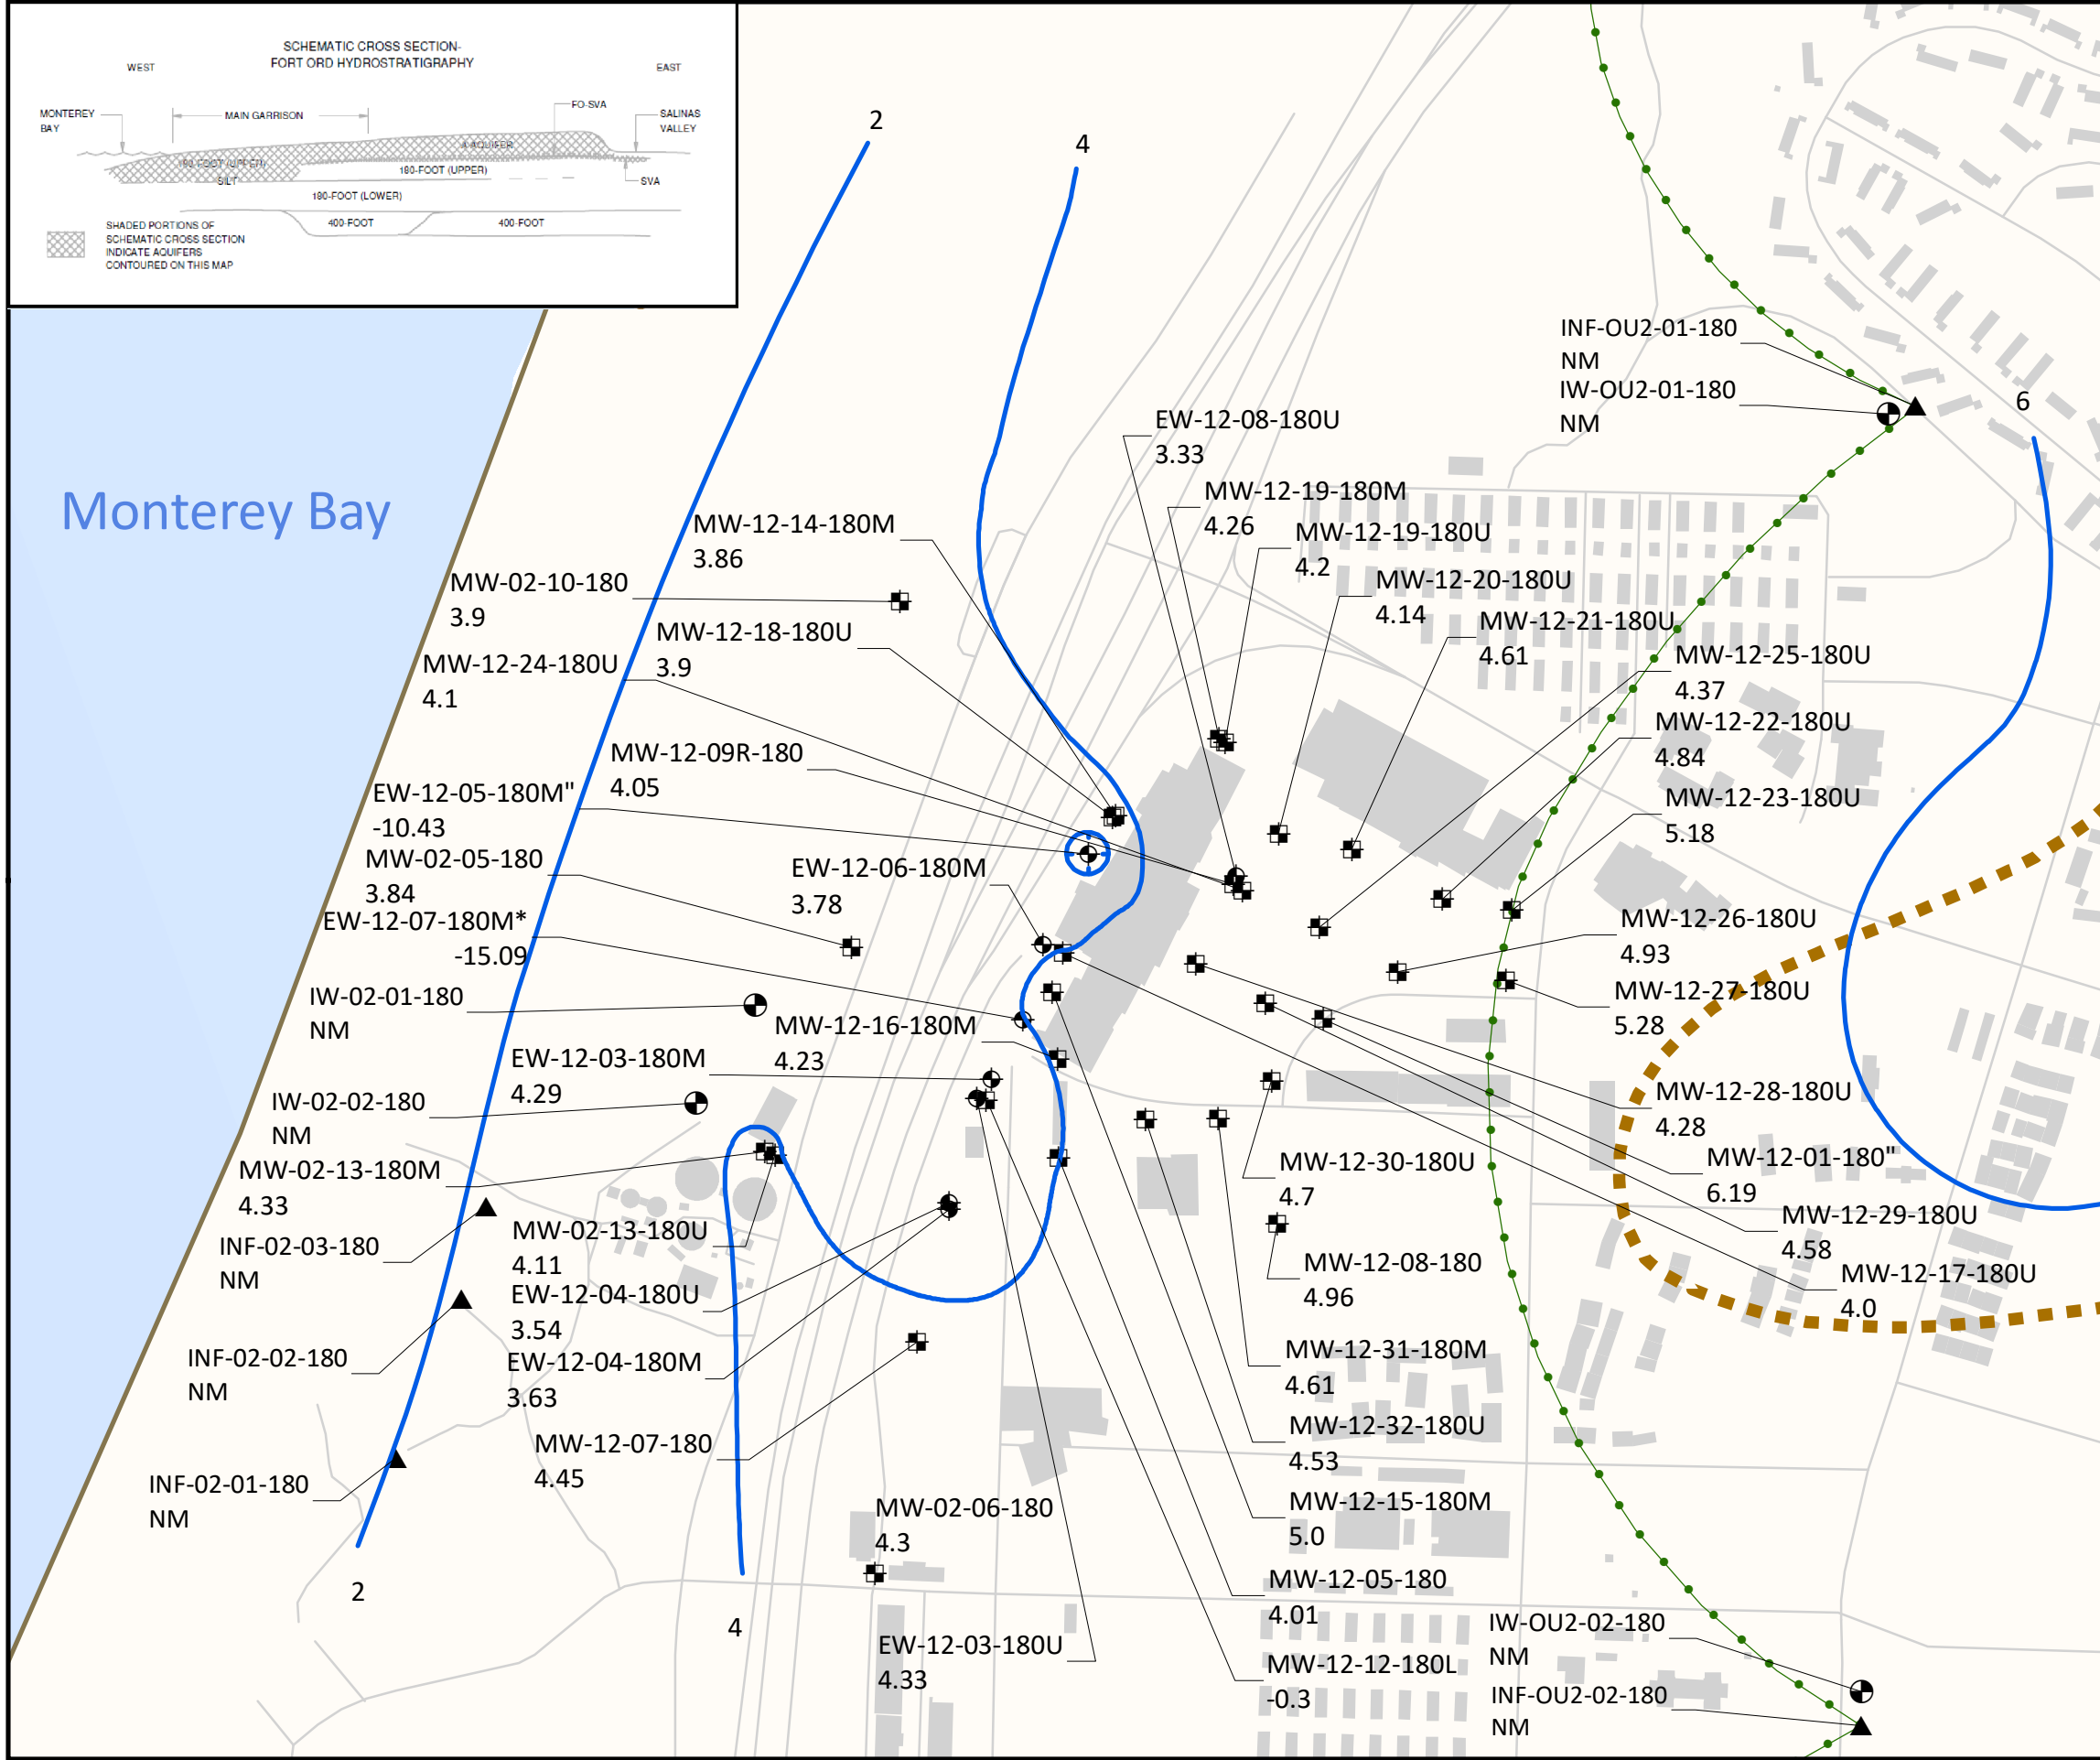 SCHEMATIC CROSS SECTION-
FORT ORD HYDROSTRATIGRAPHY
WEST
EAST
MONTEREY
BAY
MAIN GARRISON
FO-SVA
SALINAS
VALLEY
A-AQUIFER
180-FOOT (UPPER)
SILT
180-FOOT (UPPER)
SVA
180-FOOT (LOWER)
400-FOOT
400-FOOT
SHADED PORTIONS OF
SCHEMATIC CROSS SECTION
INDICATE AQUIFERS
CONTOURED ON THIS MAP
2
4
INF-OU2-01-180
NM
IW-OU2-01-180
NM
6
EW-12-08-180U
3.33
MW-12-19-180M
4.26
Monterey Bay
MW-12-14-180M
3.86
MW-12-19-180U
4.2
MW-02-10-180
3.9
MW-12-20-180U
4.14
MW-12-18-180U
3.9
MW-12-21-180U
4.61
MW-12-24-180U
4.1
MW-12-25-180U
4.37
MW-12-22-180U
4.84
MW-12-09R-180
4.05
EW-12-05-180M"
-10.43
MW-12-23-180U
5.18
MW-02-05-180
3.84
EW-12-06-180M
3.78
EW-12-07-180M*
-15.09
MW-12-26-180U
4.93
IW-02-01-180
NM
MW-12-27-180U
5.28
MW-12-16-180M
4.23
EW-12-03-180M
4.29
IW-02-02-180
NM
MW-12-28-180U
4.28
MW-02-13-180M
4.33
MW-12-30-180U
4.7
MW-12-01-180"
6.19
MW-02-13-180U
4.11
MW-12-29-180U
4.58
INF-02-03-180
NM
MW-12-08-180
4.96
MW-12-17-180U
4.0
EW-12-04-180U
3.54
INF-02-02-180
NM
EW-12-04-180M
3.63
MW-12-31-180M
4.61
MW-12-07-180
4.45
MW-12-32-180U
4.53
INF-02-01-180
NM
MW-02-06-180
4.3
MW-12-15-180M
5.0
2
MW-12-05-180
4.01
4
EW-12-03-180U
4.33
MW-12-12-180L
-0.3
IW-OU2-02-180
NM
INF-OU2-02-180
NM